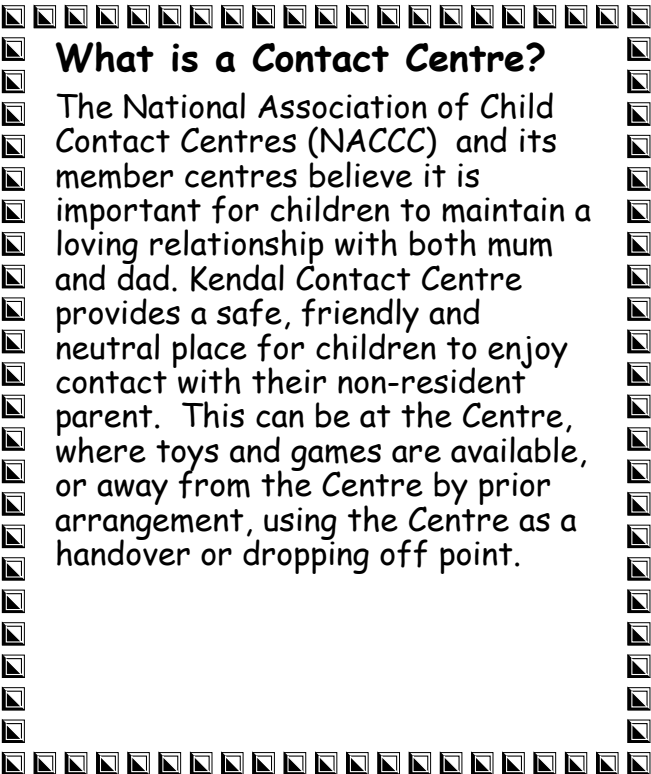 What is a Contact Centre?
The National Association of Child
Contact Centres (NACCC)  and its
member centres believe it is
important for children to maintain a
loving relationship with both mum
and dad. Kendal Contact Centre
provides a safe, friendly and
neutral place for children to enjoy
contact with their non-resident
parent.  This can be at the Centre,
where toys and games are available,
or away from the Centre by prior
arrangement, using the Centre as a
handover or dropping off point.